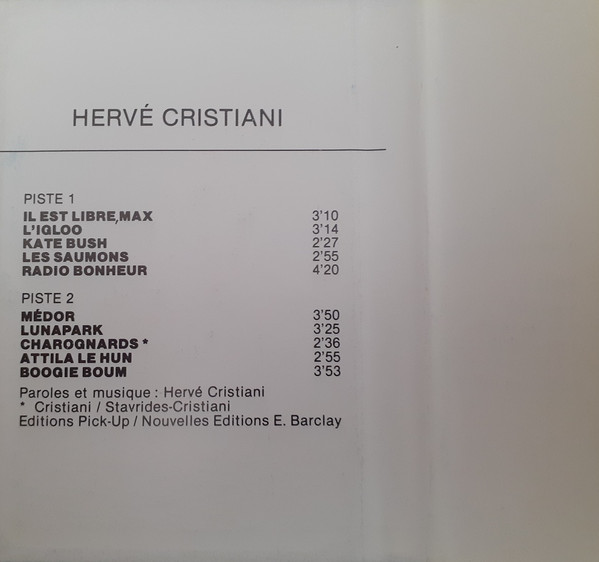 HERVÉ CRISTIANI
PISTE 1
IL EST LIBRE,MAX 3'10
L'IGLOO 3'14
KATE BUSH 2'27
LES SAUMONS 2'55
RADIO BONHEUR 4'20
PISTE 2
MÉDOR 3'50
LUNAPARK 3'25
CHAROGNARDS * 2'36
ATTILA LE HUN 2'55
BOOGIE BOUM 3'53
Paroles et musique : Hervé Cristiani
* Cristiani / Stavrides-Cristiani
Editions Pick-Up / Nouvelles Editions E. Barclay